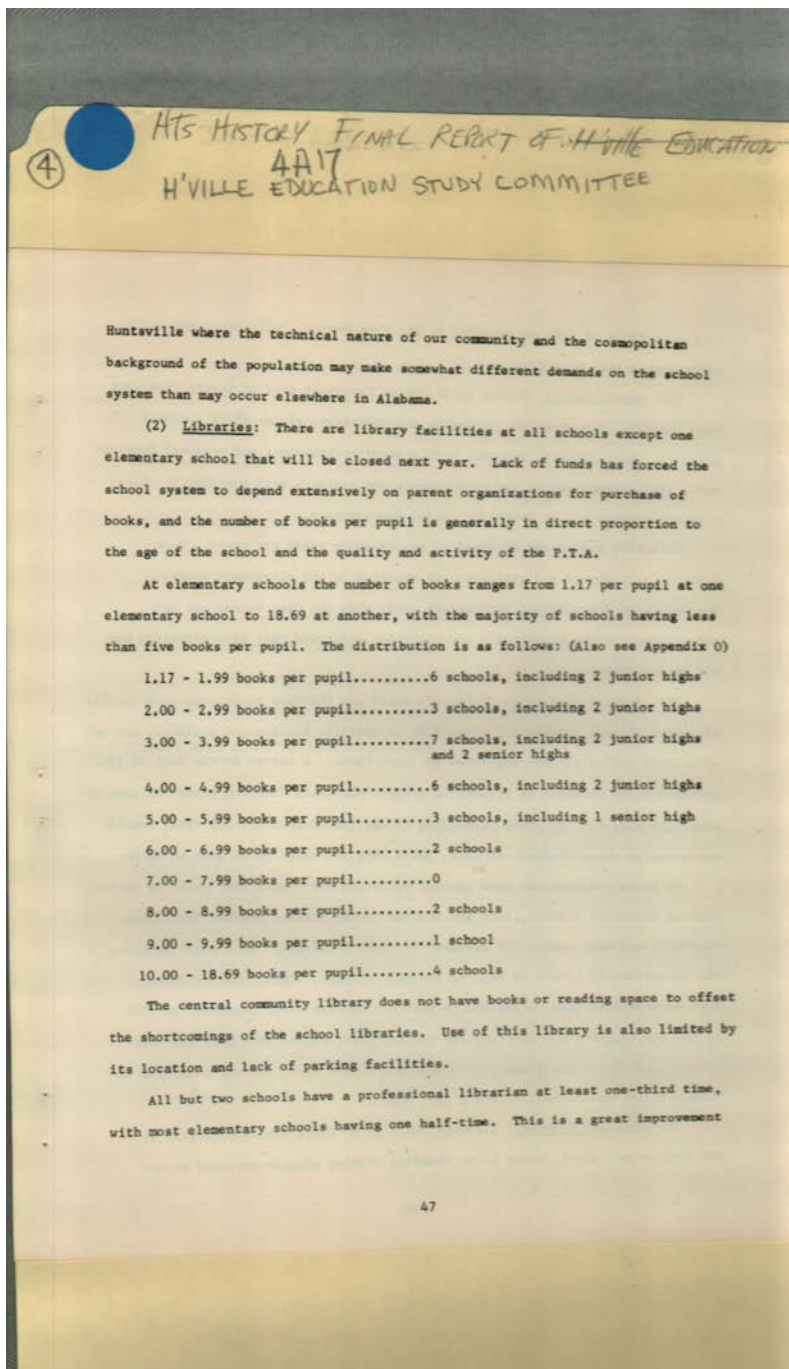 HTS HISTORY FINAL REPORT OF H'VILLE EDUCATION
4A17
④ H'VILLE EDUCATION STUDY COMMITTEE
Huntsville where the technical nature of our community and the cosmopolitan
background of the population may make somewhat different demands on the school
system than may occur elsewhere in Alabama.
(2) Libraries: There are library facilities at all schools except one
elementary school that will be closed next year. Lack of funds has forced the
school system to depend extensively on parent organizations for purchase of
books, and the number of books per pupil is generally in direct proportion to
the age of the school and the quality and activity of the P.T.A.
At elementary schools the number of books ranges from 1.17 per pupil at one
elementary school to 18.69 at another, with the majority of schools having less
than five books per pupil. The distribution is as follows: (Also see Appendix O)
1.17 - 1.99 books per pupil..........6 schools, including 2 junior highs
2.00 - 2.99 books per pupil..........3 schools, including 2 junior highs
3.00 - 3.99 books per pupil..........7 schools, including 2 junior highs
and 2 senior highs
4.00 - 4.99 books per pupil..........6 schools, including 2 junior highs
5.00 - 5.99 books per pupil..........3 schools, including 1 senior high
6.00 - 6.99 books per pupil..........2 schools
7.00 - 7.99 books per pupil..........0
8.00 - 8.99 books per pupil..........2 schools
9.00 - 9.99 books per pupil..........1 school
10.00 - 18.69 books per pupil.........4 schools
The central community library does not have books or reading space to offset
the shortcomings of the school libraries. Use of this library is also limited by
its location and lack of parking facilities.
All but two schools have a professional librarian at least one-third time,
with most elementary schools having one half-time. This is a great improvement
47